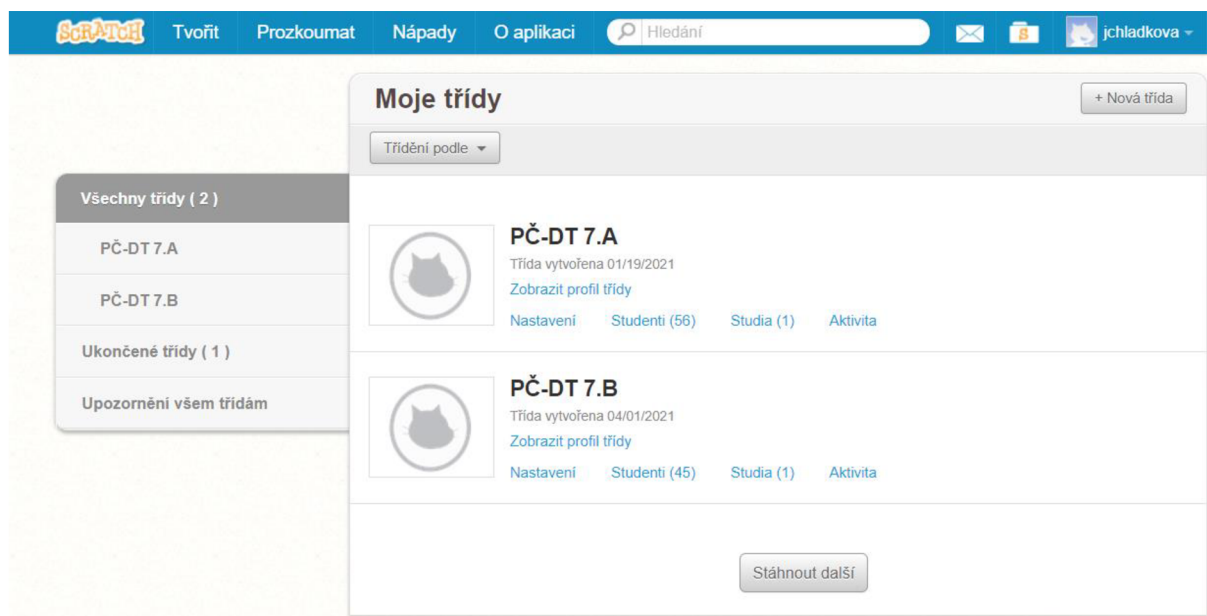 SCRATCH Tvořit Prozkoumat Nápady O aplikaci Hledání S jchladkova
Moje třídy
+ Nová třída
Třídění podle
Všechny třídy ( 2 )
PČ-DT 7.A
PČ-DT 7.B
Ukončené třídy ( 1 )
Upozornění všem třídám
PČ-DT 7.A
Třída vytvořena 01/19/2021
Zobrazit profil třídy
Nastavení Studenti (56) Studia (1) Aktivita
PČ-DT 7.B
Třída vytvořena 04/01/2021
Zobrazit profil třídy
Nastavení Studenti (45) Studia (1) Aktivita
Stáhnout další